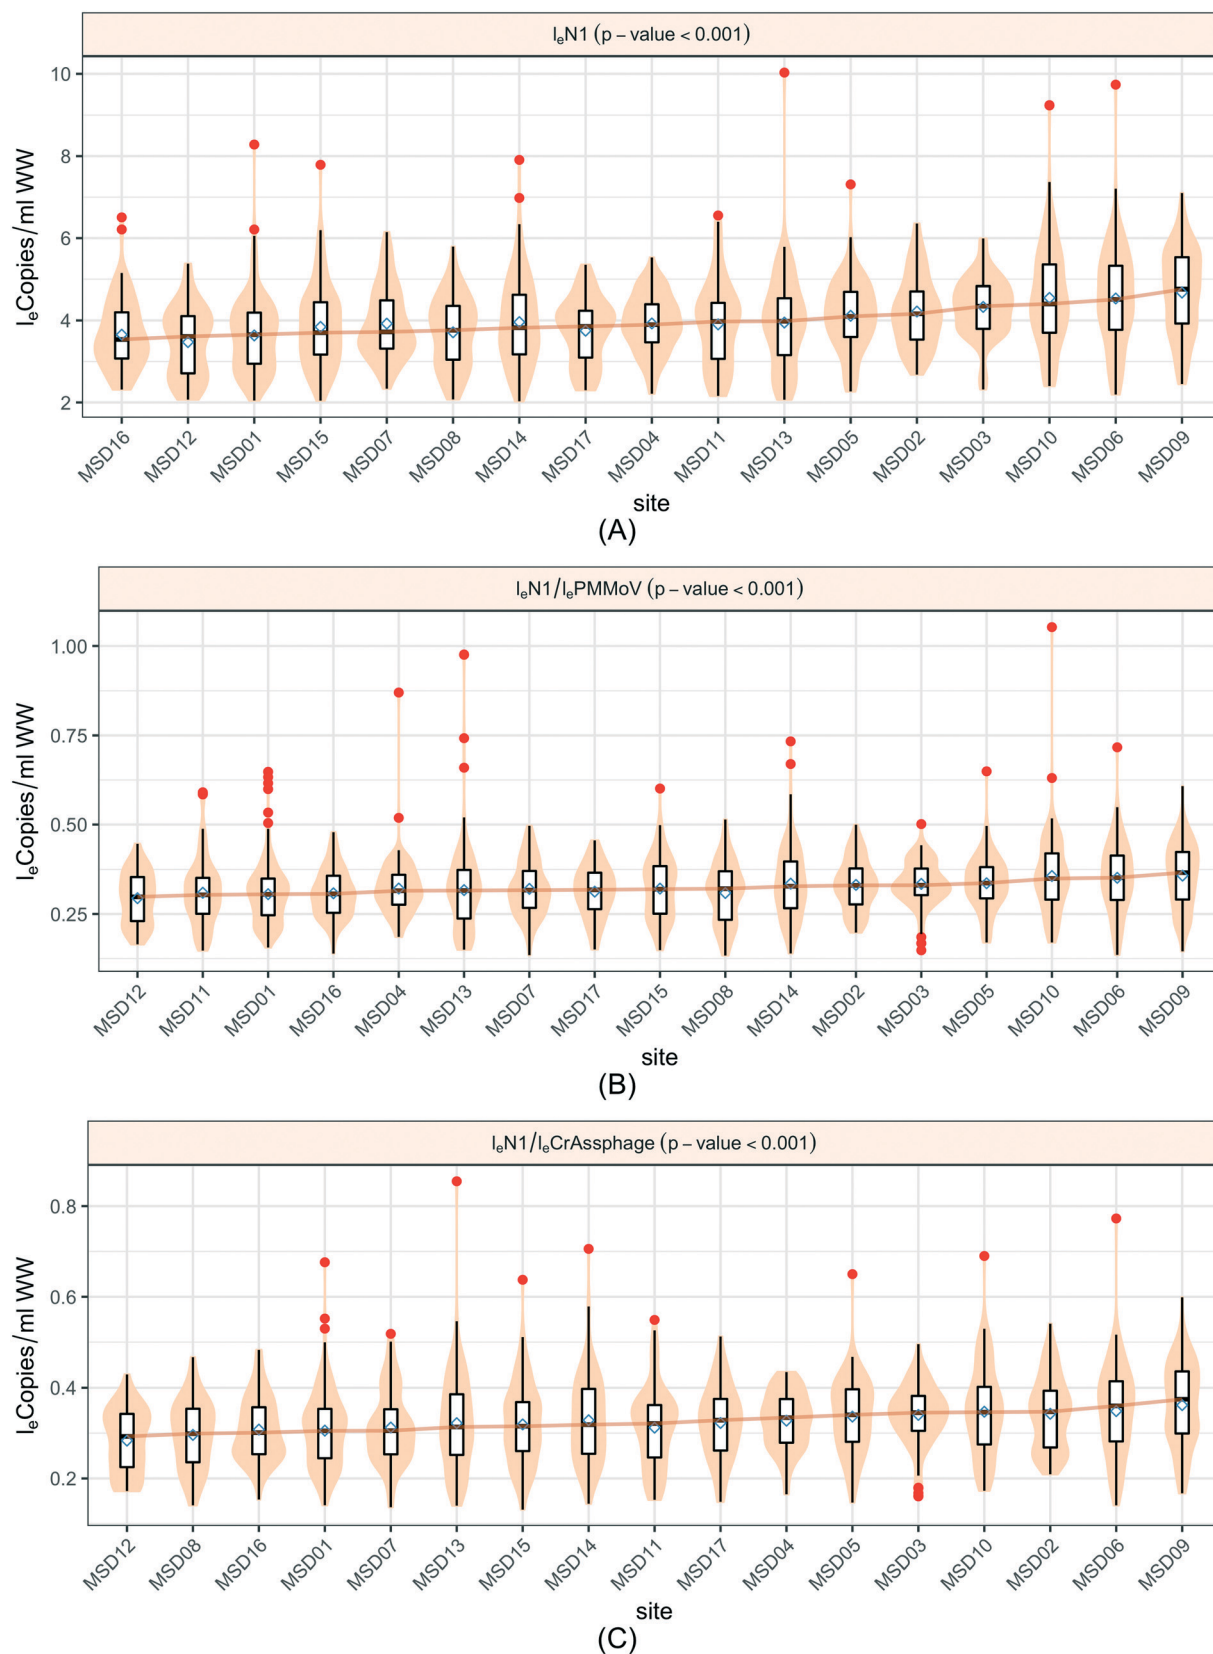 lₑN1 (p – value < 0.001)
lₑCopies/ml WW
10
8
6
4
2
MSD16 MSD12 MSD01 MSD15 MSD07 MSD08 MSD14 MSD17 MSD04 MSD11 MSD13 MSD05 MSD02 MSD03 MSD10 MSD06 MSD09
site
(A)
lₑN1/lₑPMMoV (p – value < 0.001)
lₑCopies/ml WW
1.00
0.75
0.50
0.25
MSD12 MSD11 MSD01 MSD16 MSD04 MSD13 MSD07 MSD17 MSD15 MSD08 MSD14 MSD02 MSD03 MSD05 MSD10 MSD06 MSD09
site
(B)
lₑN1/lₑCrAssphage (p – value < 0.001)
lₑCopies/ml WW
0.8
0.6
0.4
0.2
MSD12 MSD08 MSD16 MSD01 MSD07 MSD13 MSD15 MSD14 MSD11 MSD17 MSD04 MSD05 MSD03 MSD10 MSD02 MSD06 MSD09
site
(C)